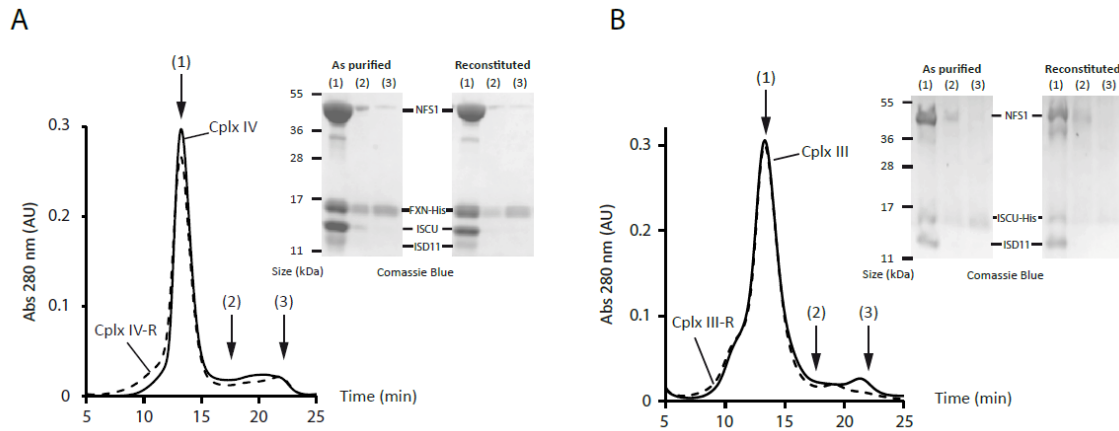 A
(1)
Cplx IV
Cplx IV-R
(2)
(3)
0.3
0.2
0.1
0
Abs 280 nm (AU)
5
10
15
20
25
Time (min)
As purified
(1) (2) (3)
Reconstituted
(1) (2) (3)
55
36
28
17
11
Size (kDa)
NFS1
FXN-His
ISCU
ISD11
Comassie Blue
B
(1)
Cplx III
Cplx III-R
(2)
(3)
0.3
0.2
0.1
0
Abs 280 nm (AU)
5
10
15
20
25
Time (min)
As purified
(1) (2) (3)
Reconstituted
(1) (2) (3)
55
36
28
17
11
Size (kDa)
NFS1
ISCU-His
ISD11
Comassie Blue